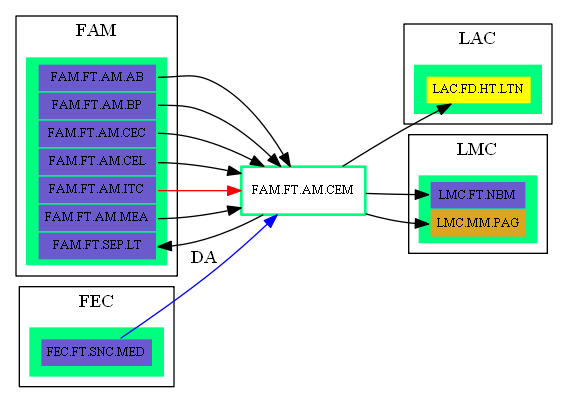 FAM
FAM.FT.AM.AB
FAM.FT.AM.BP
FAM.FT.AM.CEC
FAM.FT.AM.CEL
FAM.FT.AM.ITC
FAM.FT.AM.MEA
FAM.FT.SEP.LT
FEC
FEC.FT.SNC.MED
DA
FAM.FT.AM.CEM
LAC
LAC.FD.HT.LTN
LMC
LMC.FT.NBM
LMC.MM.PAG